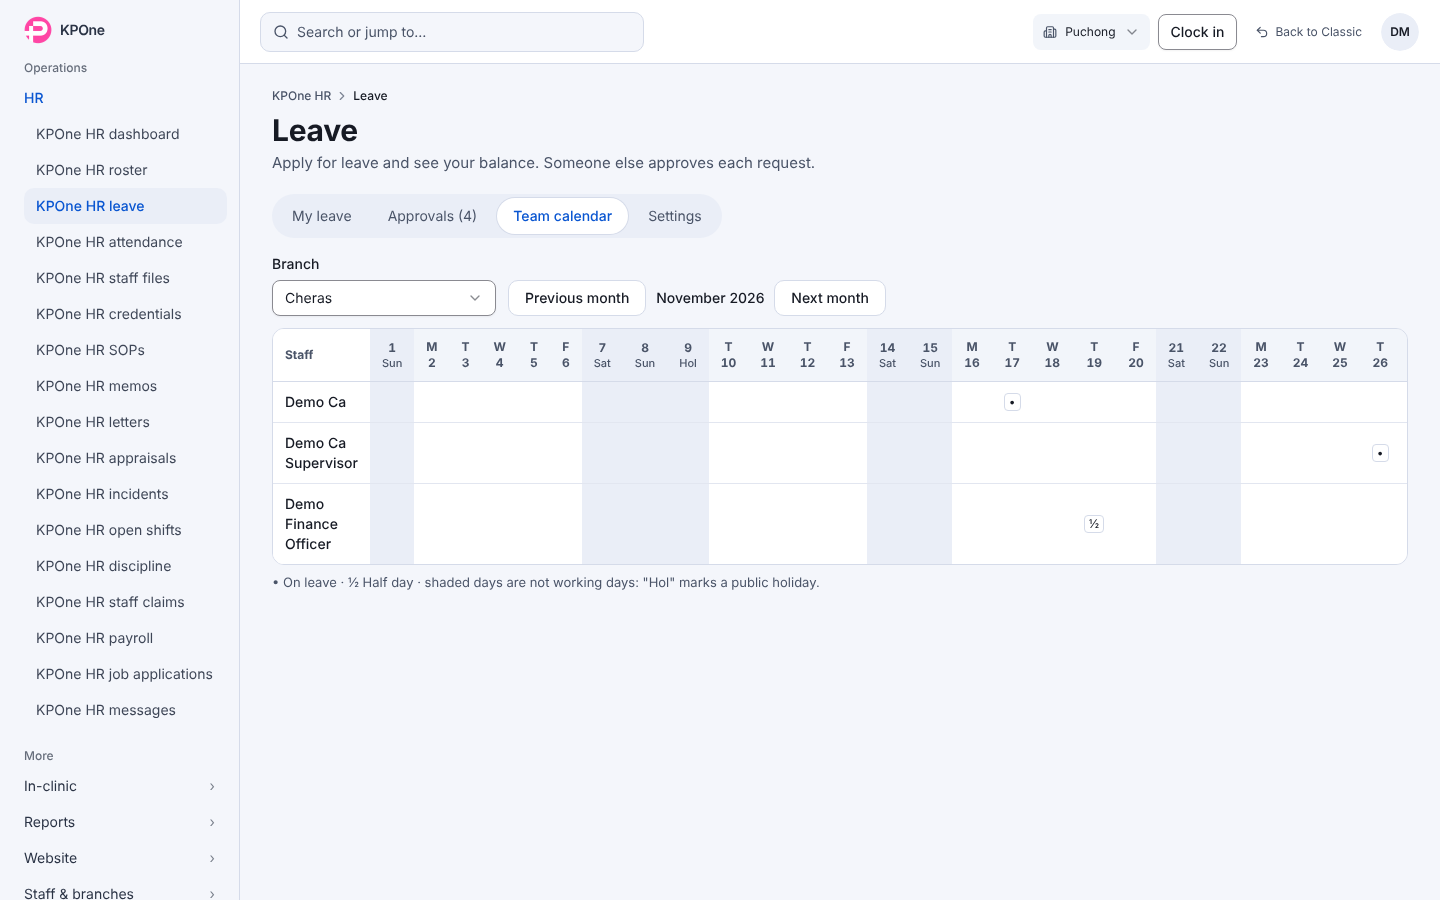 KPOne
Operations
HR
KPOne HR dashboard
KPOne HR roster
KPOne HR leave
KPOne HR attendance
KPOne HR staff files
KPOne HR credentials
KPOne HR SOPs
KPOne HR memos
KPOne HR letters
KPOne HR appraisals
KPOne HR incidents
KPOne HR open shifts
KPOne HR discipline
KPOne HR staff claims
KPOne HR payroll
KPOne HR job applications
KPOne HR messages
More
In-clinic
Reports
Website
Staff & branches
Search or jump to...
Puchong
Clock in
Back to Classic
DM
KPOne HR > Leave
Leave
Apply for leave and see your balance. Someone else approves each request.
My leave Approvals (4) Team calendar Settings
Branch
Cheras Previous month November 2026 Next month
Staff 1 Sun M 2 T 3 W 4 T 5 F 6 7 Sat 8 Sun 9 Hol T 10 W 11 T 12 F 13 14 Sat 15 Sun M 16 T 17 W 18 T 19 F 20 21 Sat 22 Sun M 23 T 24 W 25 T 26
Demo Ca •
Demo Ca
Supervisor •
Demo
Finance ½
Officer
• On leave · ½ Half day · shaded days are not working days: "Hol" marks a public holiday.